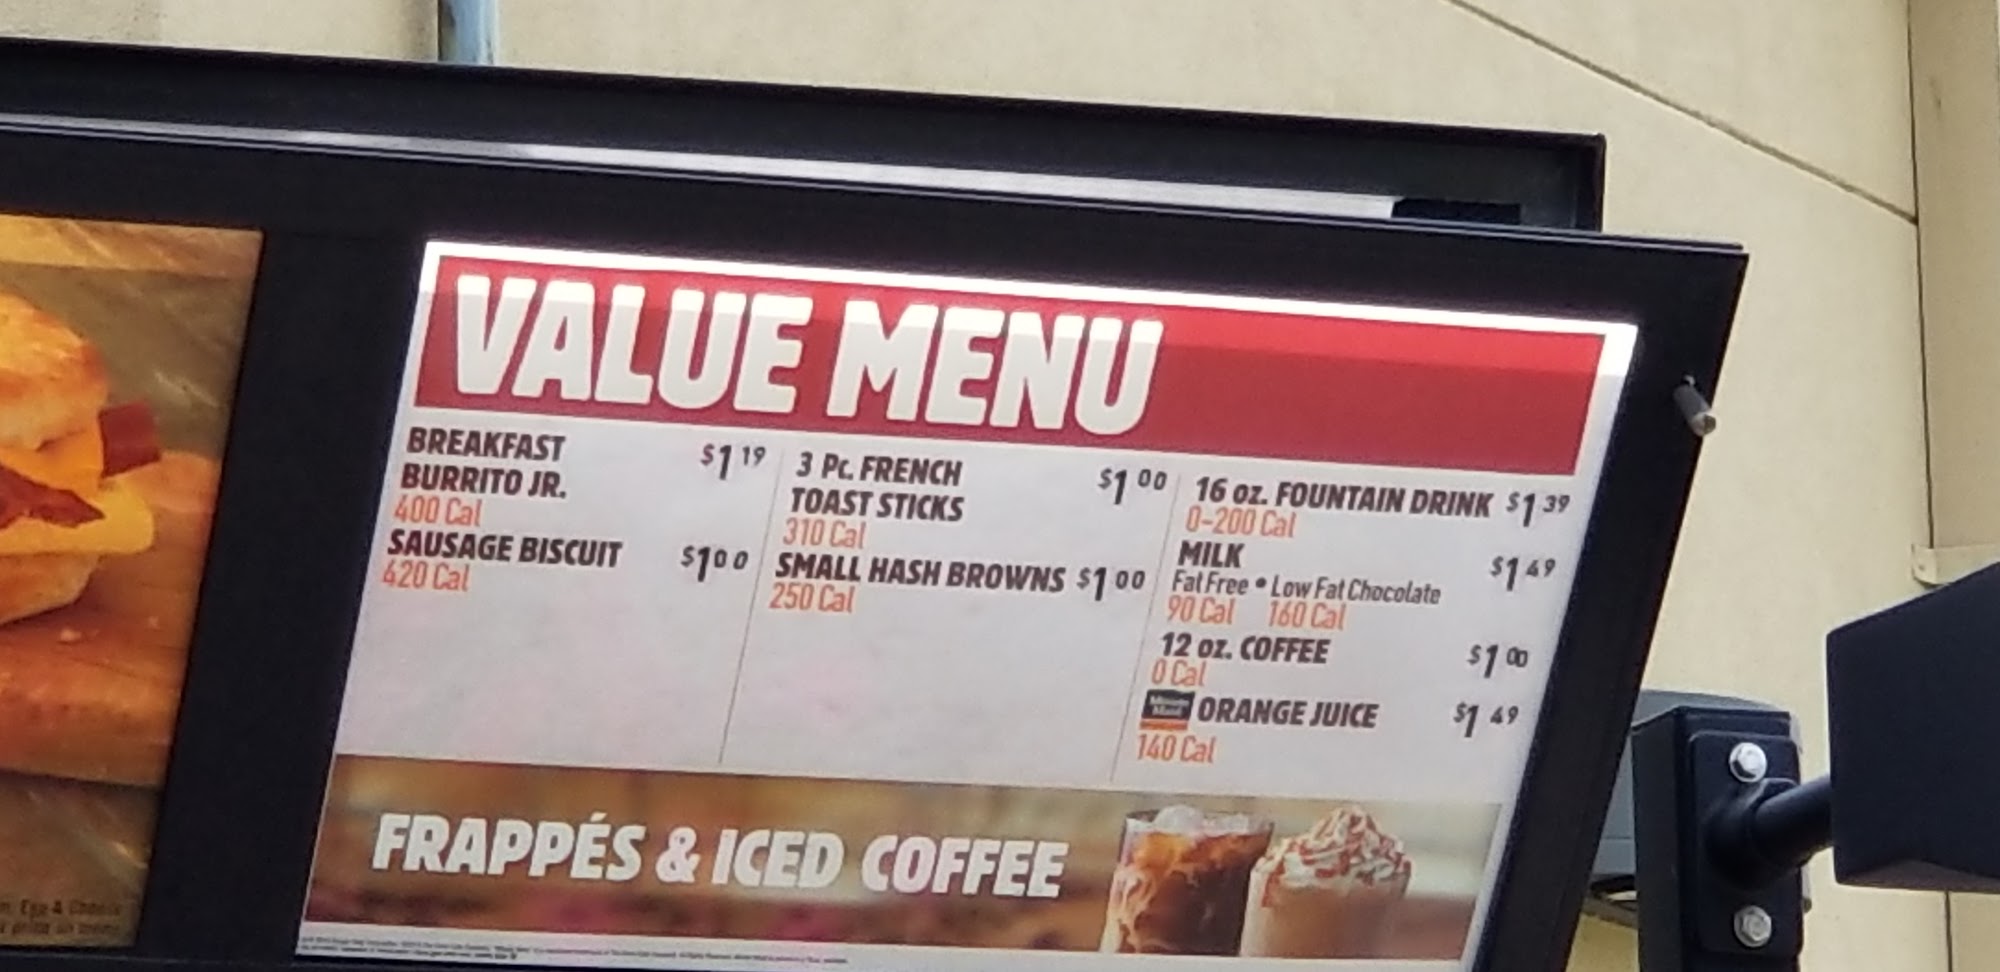 VALUE MENU
BREAKFAST
BURRITO JR. $1 19
400 Cal
SAUSAGE BISCUIT $1 00
420 Cal
3 Pc. FRENCH
TOAST STICKS $1 00
310 Cal
SMALL HASH BROWNS $1 00
250 Cal
16 oz. FOUNTAIN DRINK $1 39
0-200 Cal
MILK $1 49
Fat Free • Low Fat Chocolate
90 Cal 160 Cal
12 oz. COFFEE $1 00
0 Cal
Minute
Maid ORANGE JUICE $1 49
140 Cal
FRAPPÉS & ICED COFFEE
Egg &